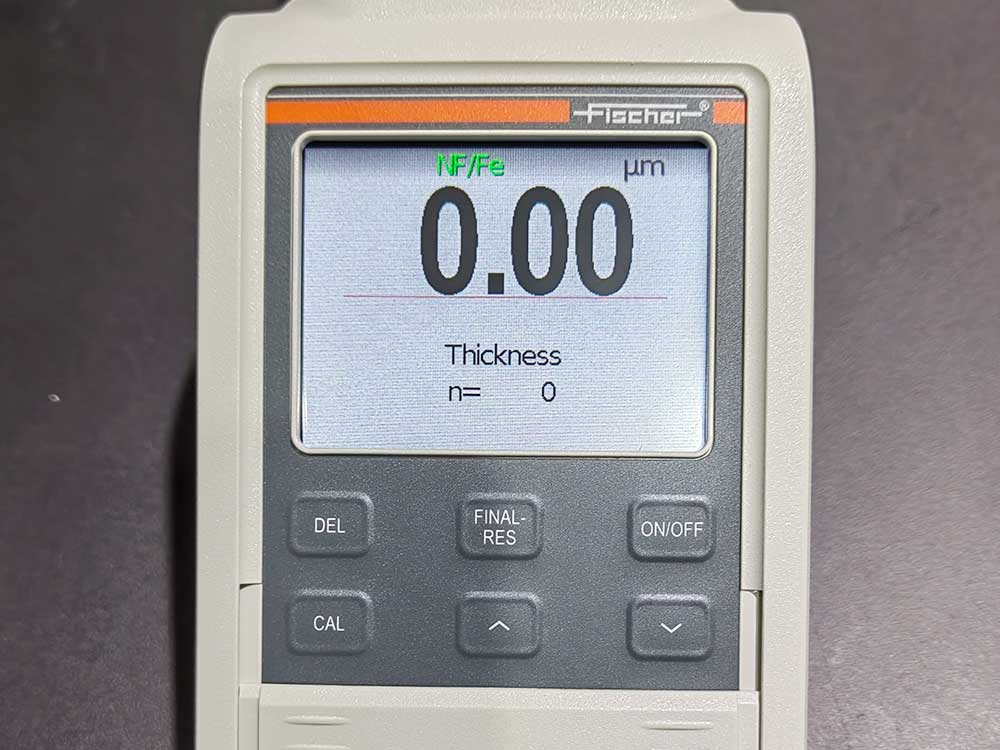 Fischer®
NF/Fe µm
0.00
Thickness
n= 0
DEL
FINAL-
RES
ON/OFF
CAL